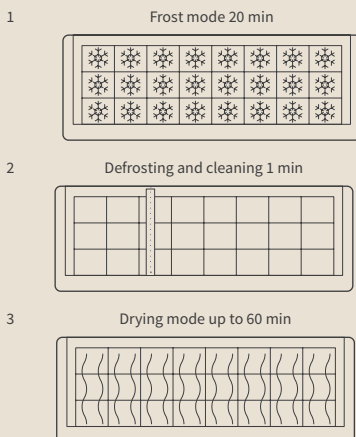 1 Frost mode 20 min
2 Defrosting and cleaning 1 min
3 Drying mode up to 60 min